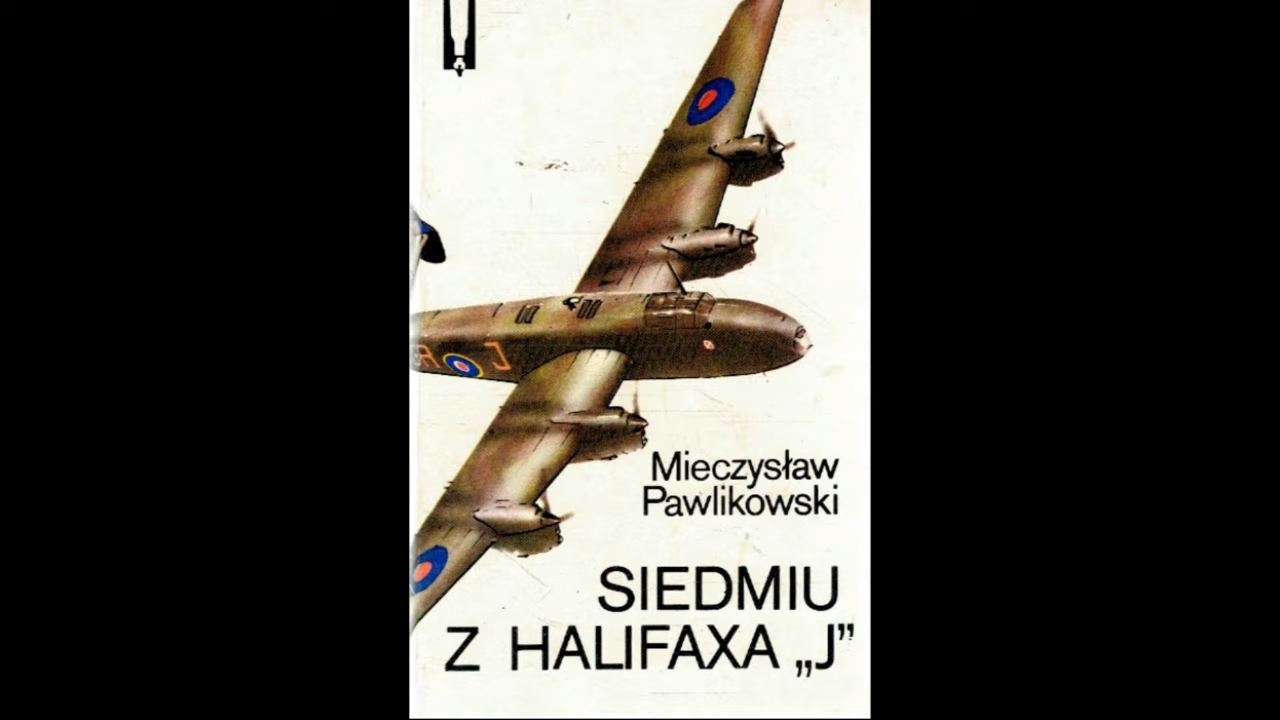 R J
Mieczysław
Pawlikowski
SIEDMIU
Z HALIFAXA „J”